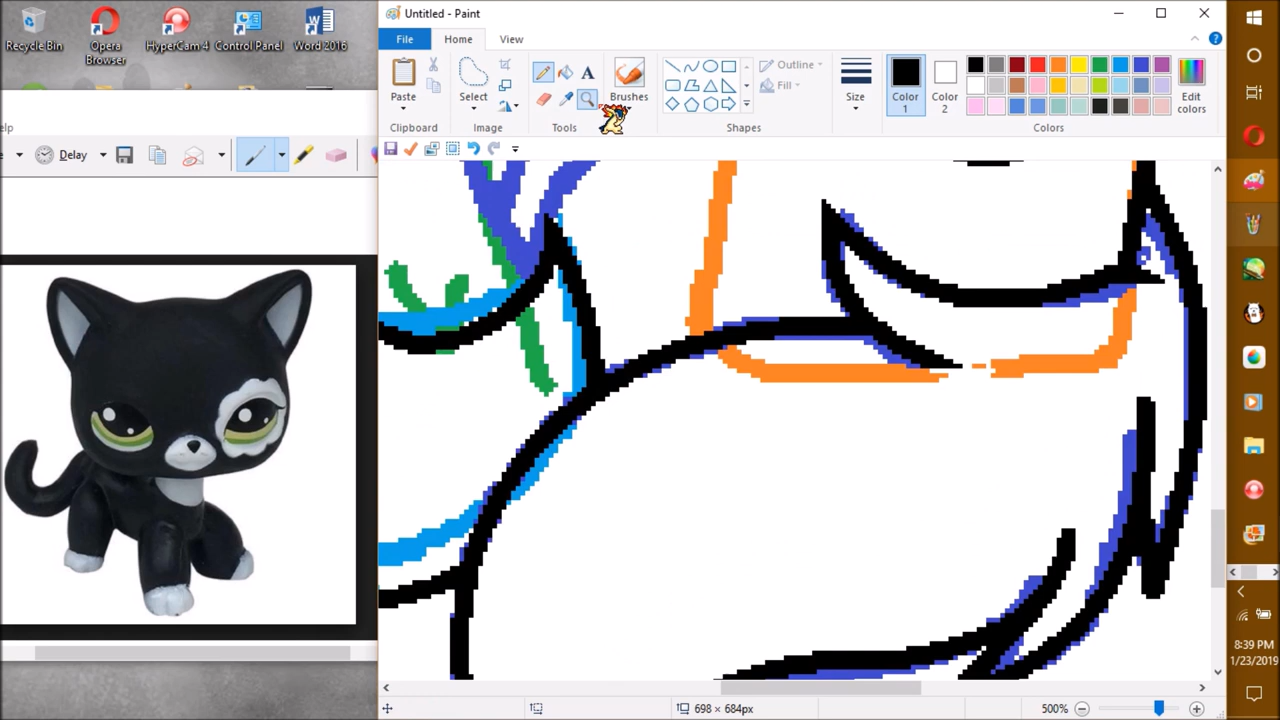 Recycle Bin
Opera Browser
HyperCam 4
Control Panel
Word 2016
elp
Delay
Untitled - Paint
File
Home
View
Paste
Select
A
Brushes
Outline
Fill
Size
Color 1
Color 2
Edit colors
Clipboard
Image
Tools
Shapes
Colors
698 × 684px
500%
8:39 PM
1/23/2019